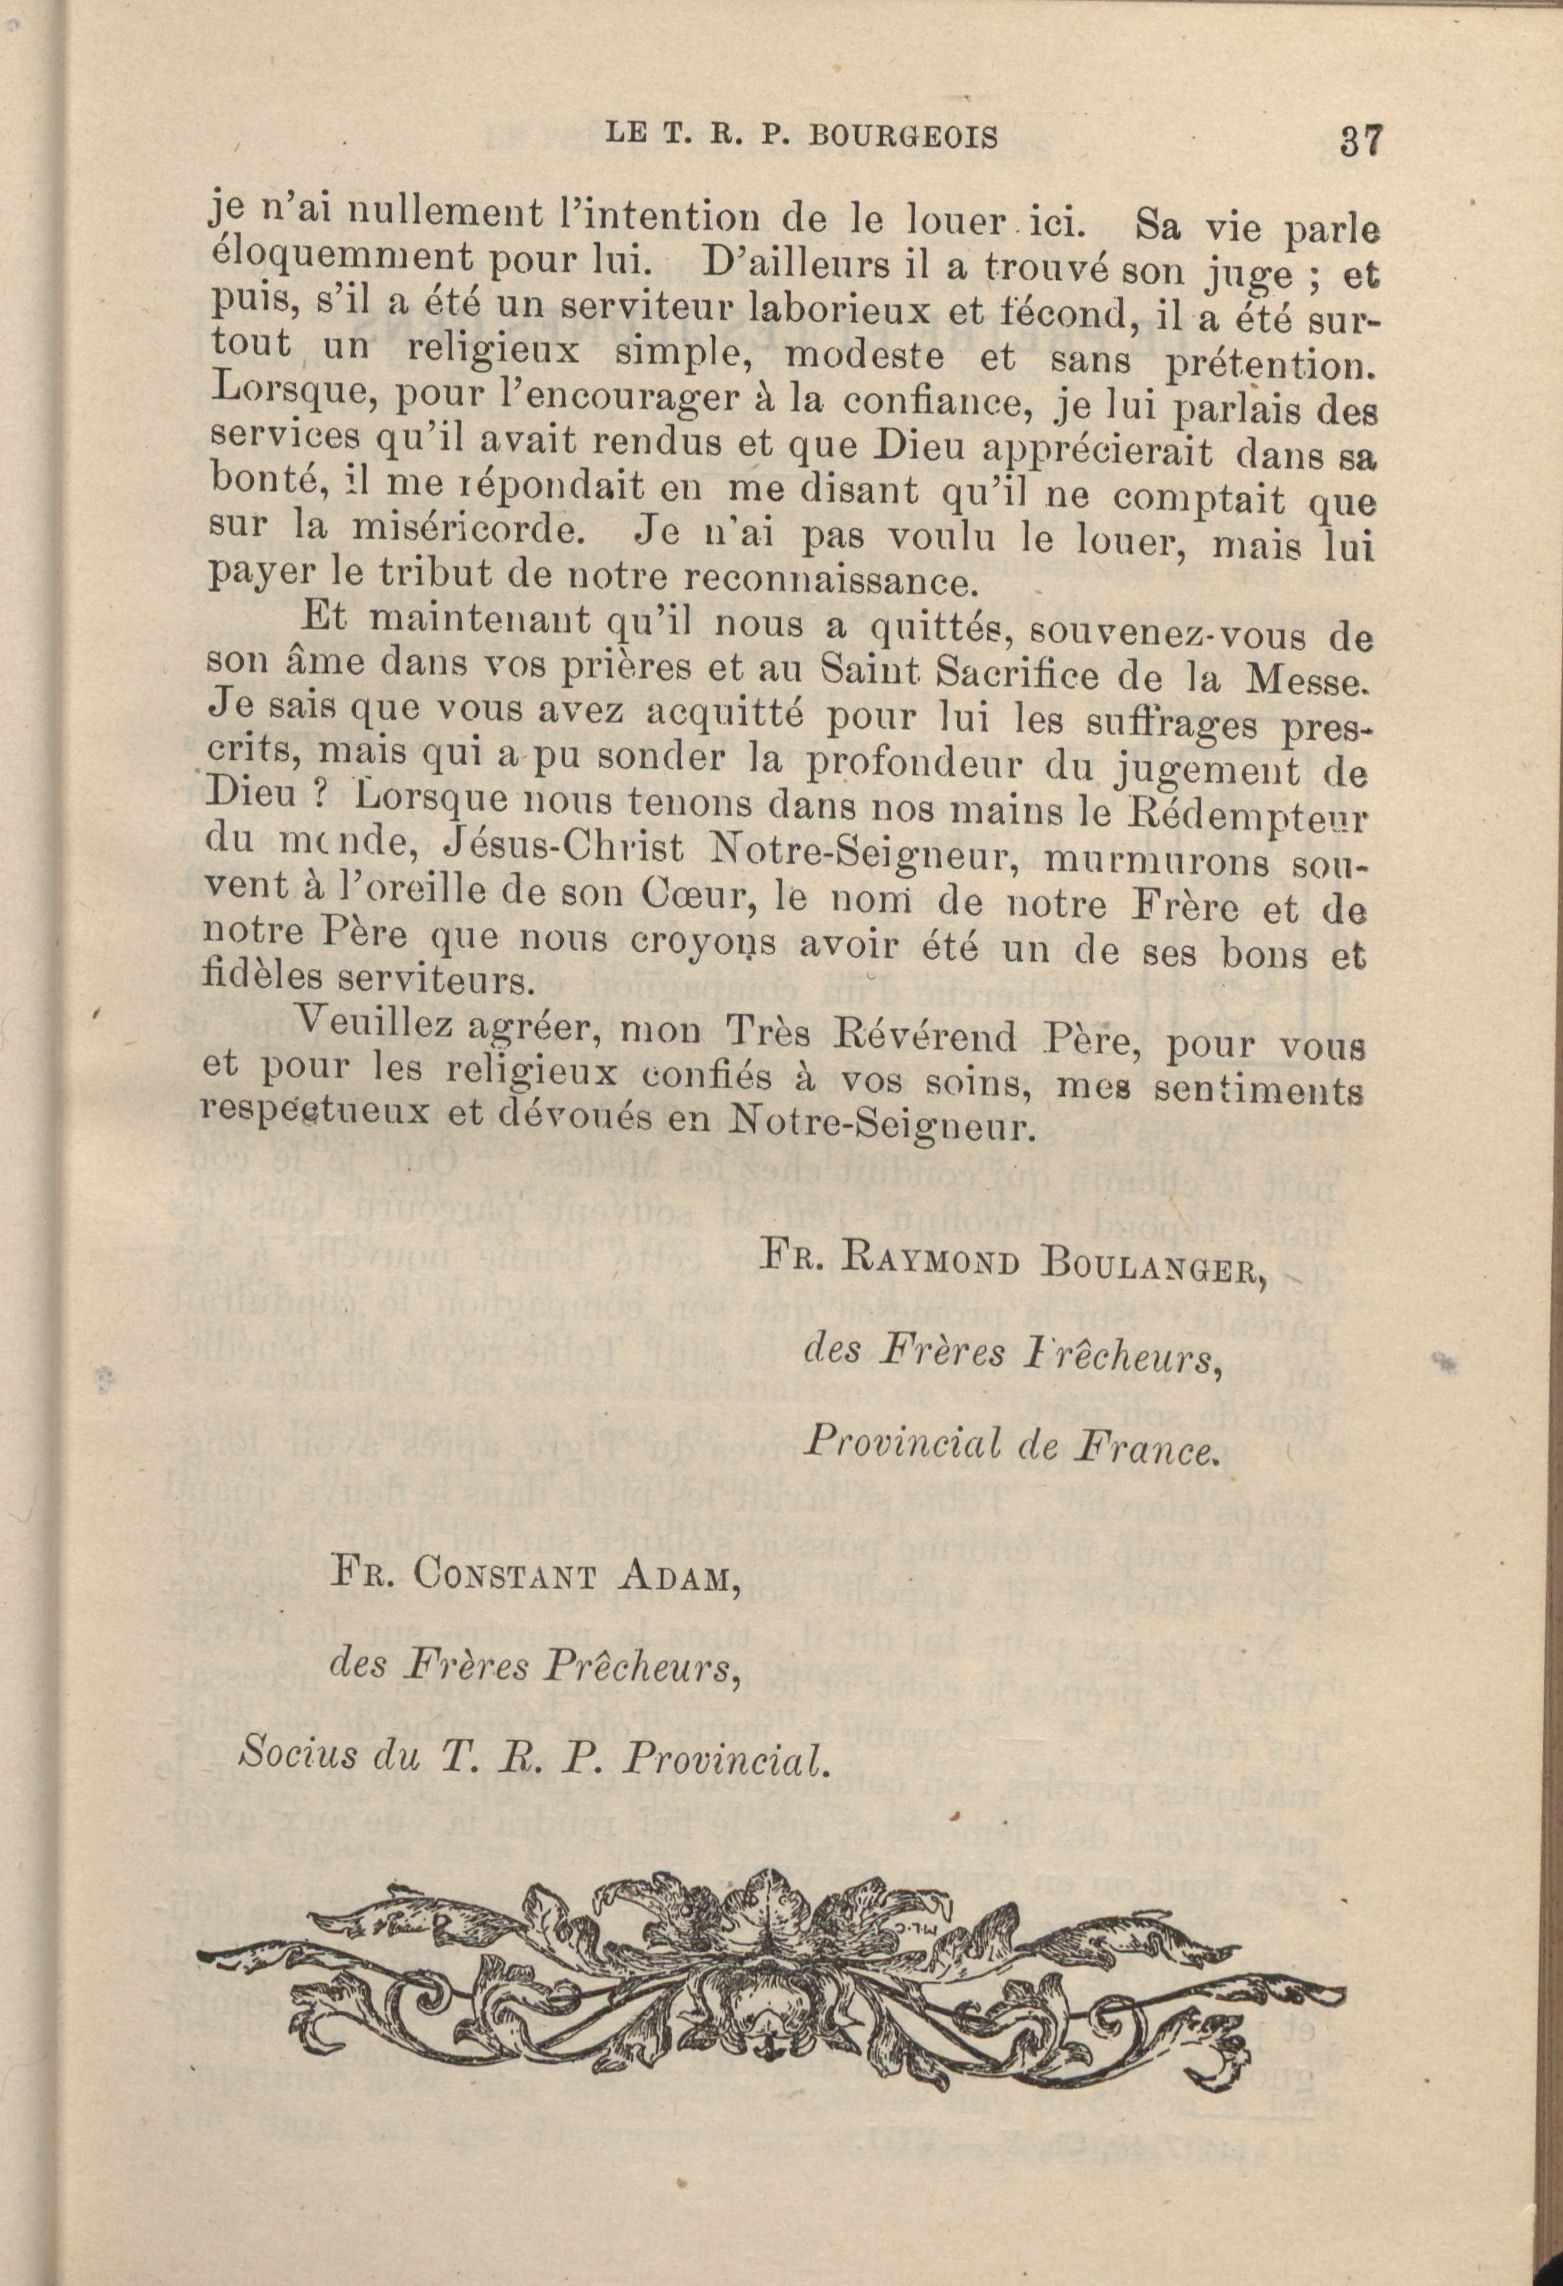 LE T. R. P. BOURGEOIS 37
je n'ai nullement l'intention de le louer ici. Sa vie parle
éloquemment pour lui. D'ailleurs il a trouvé son juge ; et
puis, s'il a été un serviteur laborieux et fécond, il a été sur-
tout un religieux simple, modeste et sans prétention.
Lorsque, pour l'encourager à la confiance, je lui parlais des
services qu'il avait rendus et que Dieu apprécierait dans sa
bonté, il me répondait en me disant qu'il ne comptait que
sur la miséricorde. Je n'ai pas voulu le louer, mais lui
payer le tribut de notre reconnaissance.
Et maintenant qu'il nous a quittés, souvenez-vous de
son âme dans vos prières et au Saint Sacrifice de la Messe.
Je sais que vous avez acquitté pour lui les suffrages pres-
crits, mais qui a pu sonder la profondeur du jugement de
Dieu ? Lorsque nous tenons dans nos mains le Rédempteur
du monde, Jésus-Christ Notre-Seigneur, murmurons sou-
vent à l'oreille de son Cœur, le nom de notre Frère et de
notre Père que nous croyons avoir été un de ses bons et
fidèles serviteurs.
Veuillez agréer, mon Très Révérend Père, pour vous
et pour les religieux confiés à vos soins, mes sentiments
respectueux et dévoués en Notre-Seigneur.
FR. RAYMOND BOULANGER,
des Frères Prêcheurs,
Provincial de France.
FR. CONSTANT ADAM,
des Frères Prêcheurs,
Socius du T. R. P. Provincial.